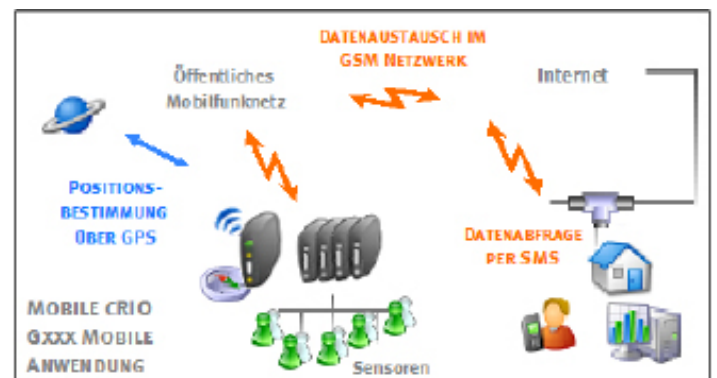 DATENAUSTAUSCH IM
GSM NETZWERK
Öffentliches
Mobilfunknetz
Internet
POSITIONS-
BESTIMMUNG
ÜBER GPS
DATENABFRAGE
PER SMS
MOBILE CRIO
GXXX MOBILE
ANWENDUNG
Sensoren